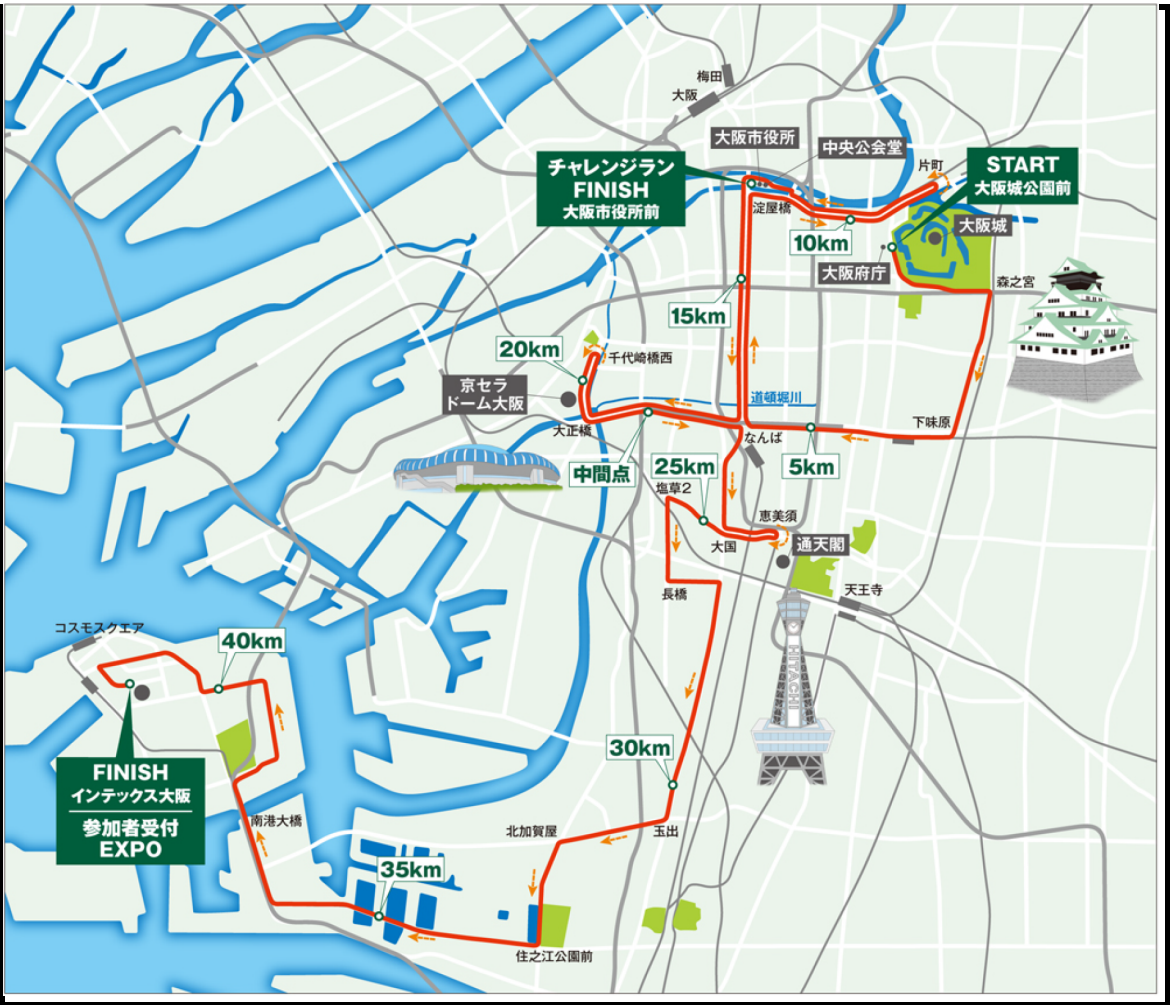 梅田
大阪
大阪市役所
中央公会堂
片町
チャレンジラン
FINISH
大阪市役所前
START
大阪城公園前
淀屋橋
10km
大阪城
大阪府庁
森之宮
15km
20km
千代崎橋西
京セラ
ドーム大阪
道頓堀川
下味原
大正橋
なんば
中間点
25km
5km
塩草2
恵美須
大国
通天閣
長橋
天王寺
コスモスクエア
40km
HITACHI
30km
FINISH
インテックス大阪
参加者受付
EXPO
南港大橋
北加賀屋
玉出
35km
住之江公園前